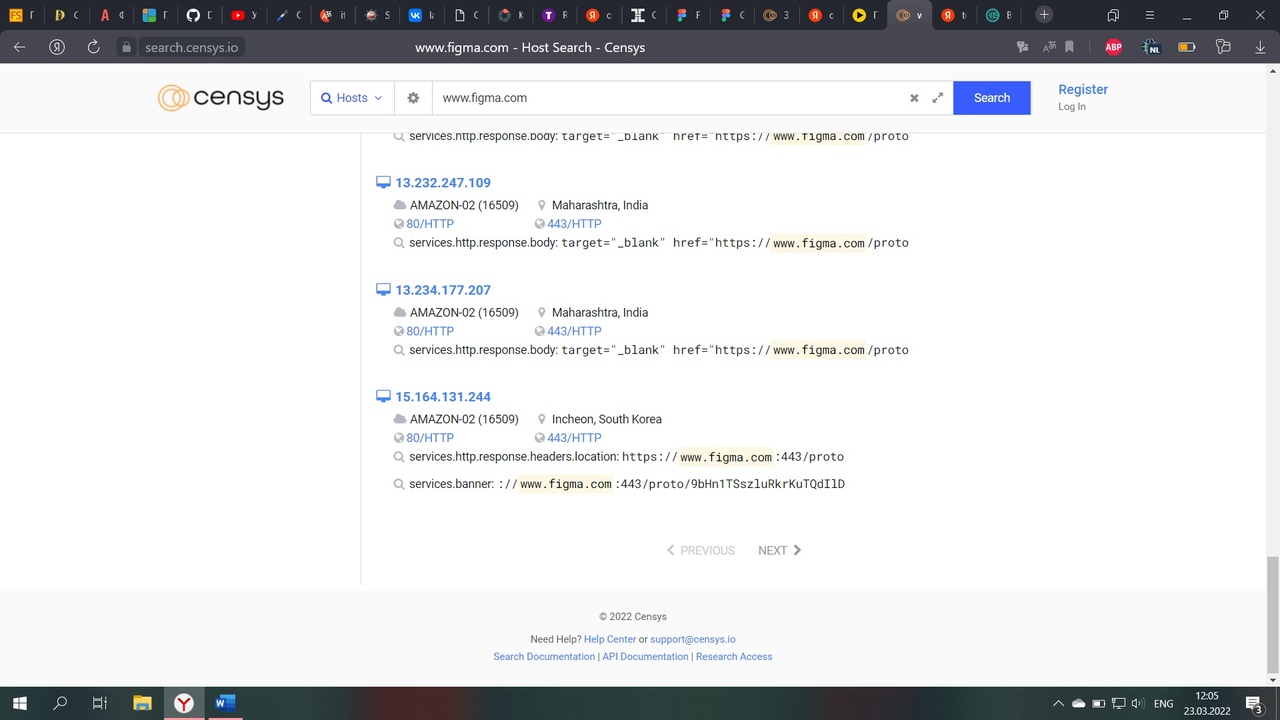 search.censys.io
www.figma.com - Host Search - Censys
ABP
NL
censys
Hosts
www.figma.com
Search
Register
Log In
services.http.response.body: target="_blank" href="https://www.figma.com/proto
13.232.247.109
AMAZON-02 (16509) Maharashtra, India
80/HTTP 443/HTTP
services.http.response.body: target="_blank" href="https://www.figma.com/proto
13.234.177.207
AMAZON-02 (16509) Maharashtra, India
80/HTTP 443/HTTP
services.http.response.body: target="_blank" href="https://www.figma.com/proto
15.164.131.244
AMAZON-02 (16509) Incheon, South Korea
80/HTTP 443/HTTP
services.http.response.headers.location: https://www.figma.com:443/proto
services.banner: ://www.figma.com:443/proto/9bHn1TSszluRkrKuTQdIlD
PREVIOUS NEXT
© 2022 Censys
Need Help? Help Center or support@censys.io
Search Documentation | API Documentation | Research Access
ENG
12:05
23.03.2022
3